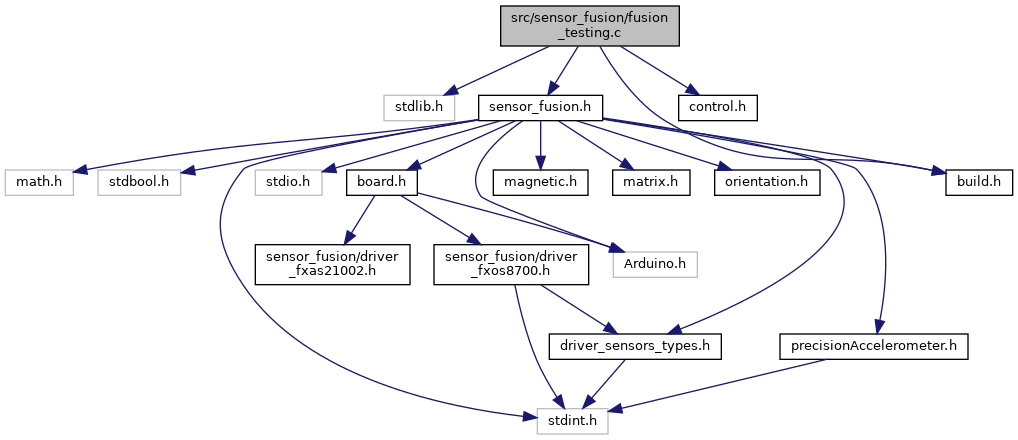 src/sensor_fusion/fusion
_testing.c
stdlib.h
sensor_fusion.h
control.h
math.h
stdbool.h
stdio.h
board.h
magnetic.h
matrix.h
orientation.h
build.h
sensor_fusion/driver
_fxas21002.h
sensor_fusion/driver
_fxos8700.h
Arduino.h
driver_sensors_types.h
precisionAccelerometer.h
stdint.h